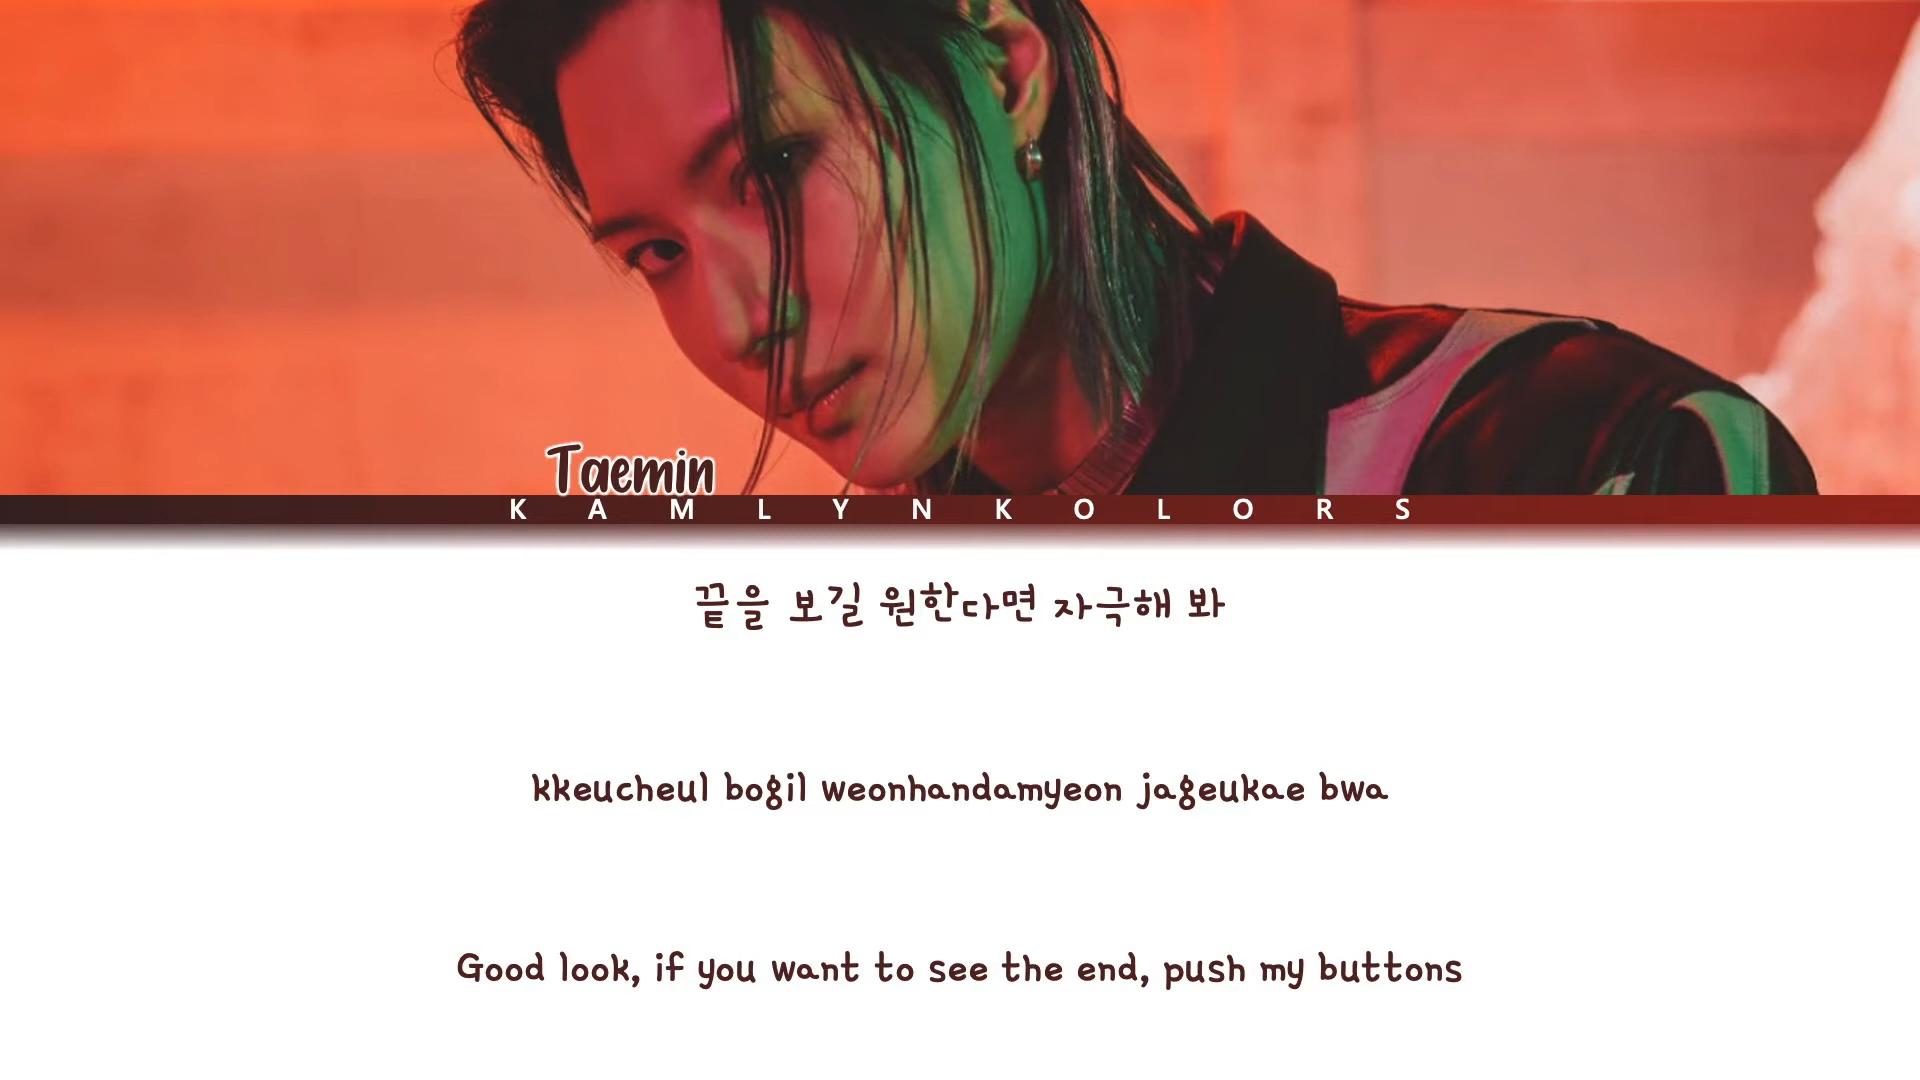 Taemin
KAMLYNKOLORS
끝을 보길 원한다면 자극해 봐
kkeucheul bogil weonhandamyeon jageukae bwa
Good look, if you want to see the end, push my buttons